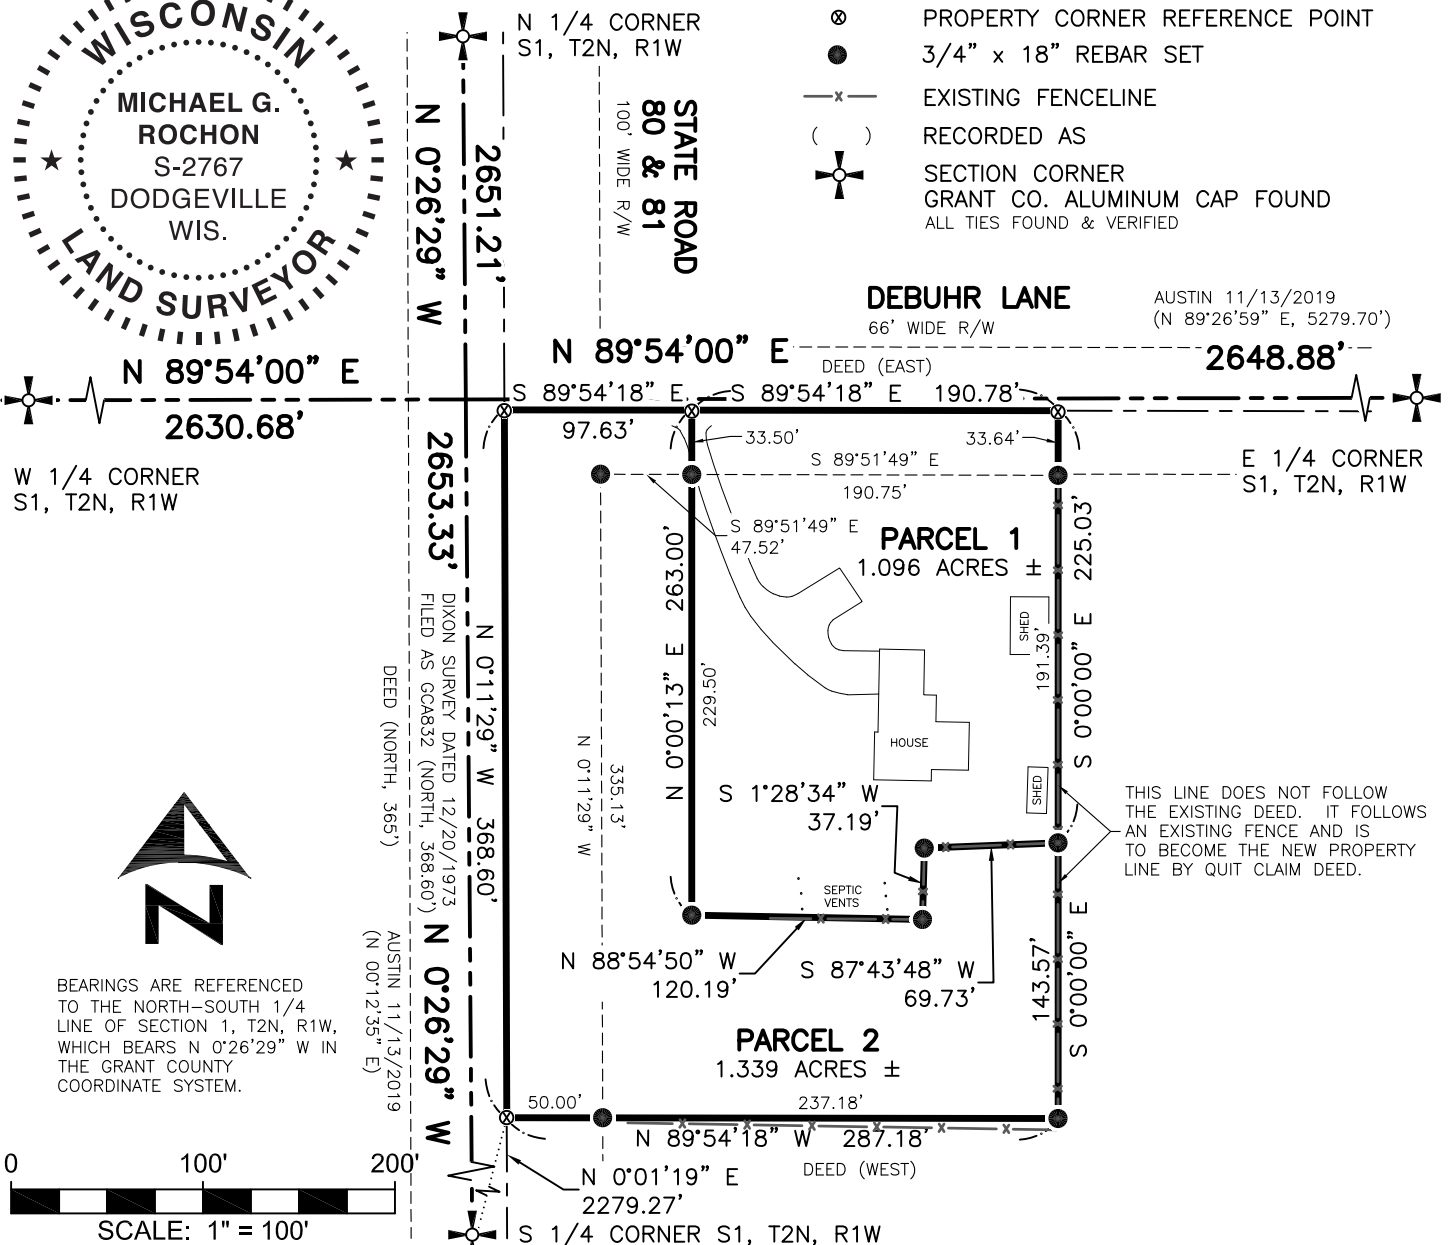 WISCONSIN
MICHAEL G.
ROCHON
S-2767
DODGEVILLE
WIS.
LAND SURVEYOR
N 1/4 CORNER
S1, T2N, R1W
PROPERTY CORNER REFERENCE POINT
3/4" x 18" REBAR SET
EXISTING FENCELINE
( ) RECORDED AS
SECTION CORNER
GRANT CO. ALUMINUM CAP FOUND
ALL TIES FOUND & VERIFIED
N 0°26'29" W
2651.21'
STATE ROAD
80 & 81
100' WIDE R/W
DEBUHR LANE
66' WIDE R/W
AUSTIN 11/13/2019
(N 89°26'59" E, 5279.70')
N 89°54'00" E
2630.68'
N 89°54'00" E
DEED (EAST)
2648.88'
S 89°54'18" E
97.63'
S 89°54'18" E 190.78'
W 1/4 CORNER
S1, T2N, R1W
E 1/4 CORNER
S1, T2N, R1W
33.50'
33.64'
S 89°51'49" E
190.75'
S 89°51'49" E
47.52'
PARCEL 1
1.096 ACRES ±
2653.33'
N 0°26'29" W
DIXON SURVEY DATED 12/20/1973
FILED AS GCA832 (NORTH, 368.60')
DEED (NORTH, 365')
AUSTIN 11/13/2019
(N 00°12'35" E)
N 0°11'29" W 368.60'
335.13'
N 0°11'29" W
N 0°00'13" E 263.00'
229.50'
SHED
191.39'
S 0°00'00" E 225.03'
HOUSE
SHED
S 1°28'34" W
37.19'
THIS LINE DOES NOT FOLLOW
THE EXISTING DEED. IT FOLLOWS
AN EXISTING FENCE AND IS
TO BECOME THE NEW PROPERTY
LINE BY QUIT CLAIM DEED.
SEPTIC
VENTS
N 88°54'50" W
120.19'
S 87°43'48" W
69.73'
143.57'
S 0°00'00" E
N
BEARINGS ARE REFERENCED
TO THE NORTH-SOUTH 1/4
LINE OF SECTION 1, T2N, R1W,
WHICH BEARS N 0°26'29" W IN
THE GRANT COUNTY
COORDINATE SYSTEM.
PARCEL 2
1.339 ACRES ±
50.00'
237.18'
N 89°54'18" W 287.18'
DEED (WEST)
N 0°01'19" E
2279.27'
S 1/4 CORNER S1, T2N, R1W
0 100' 200'
SCALE: 1" = 100'